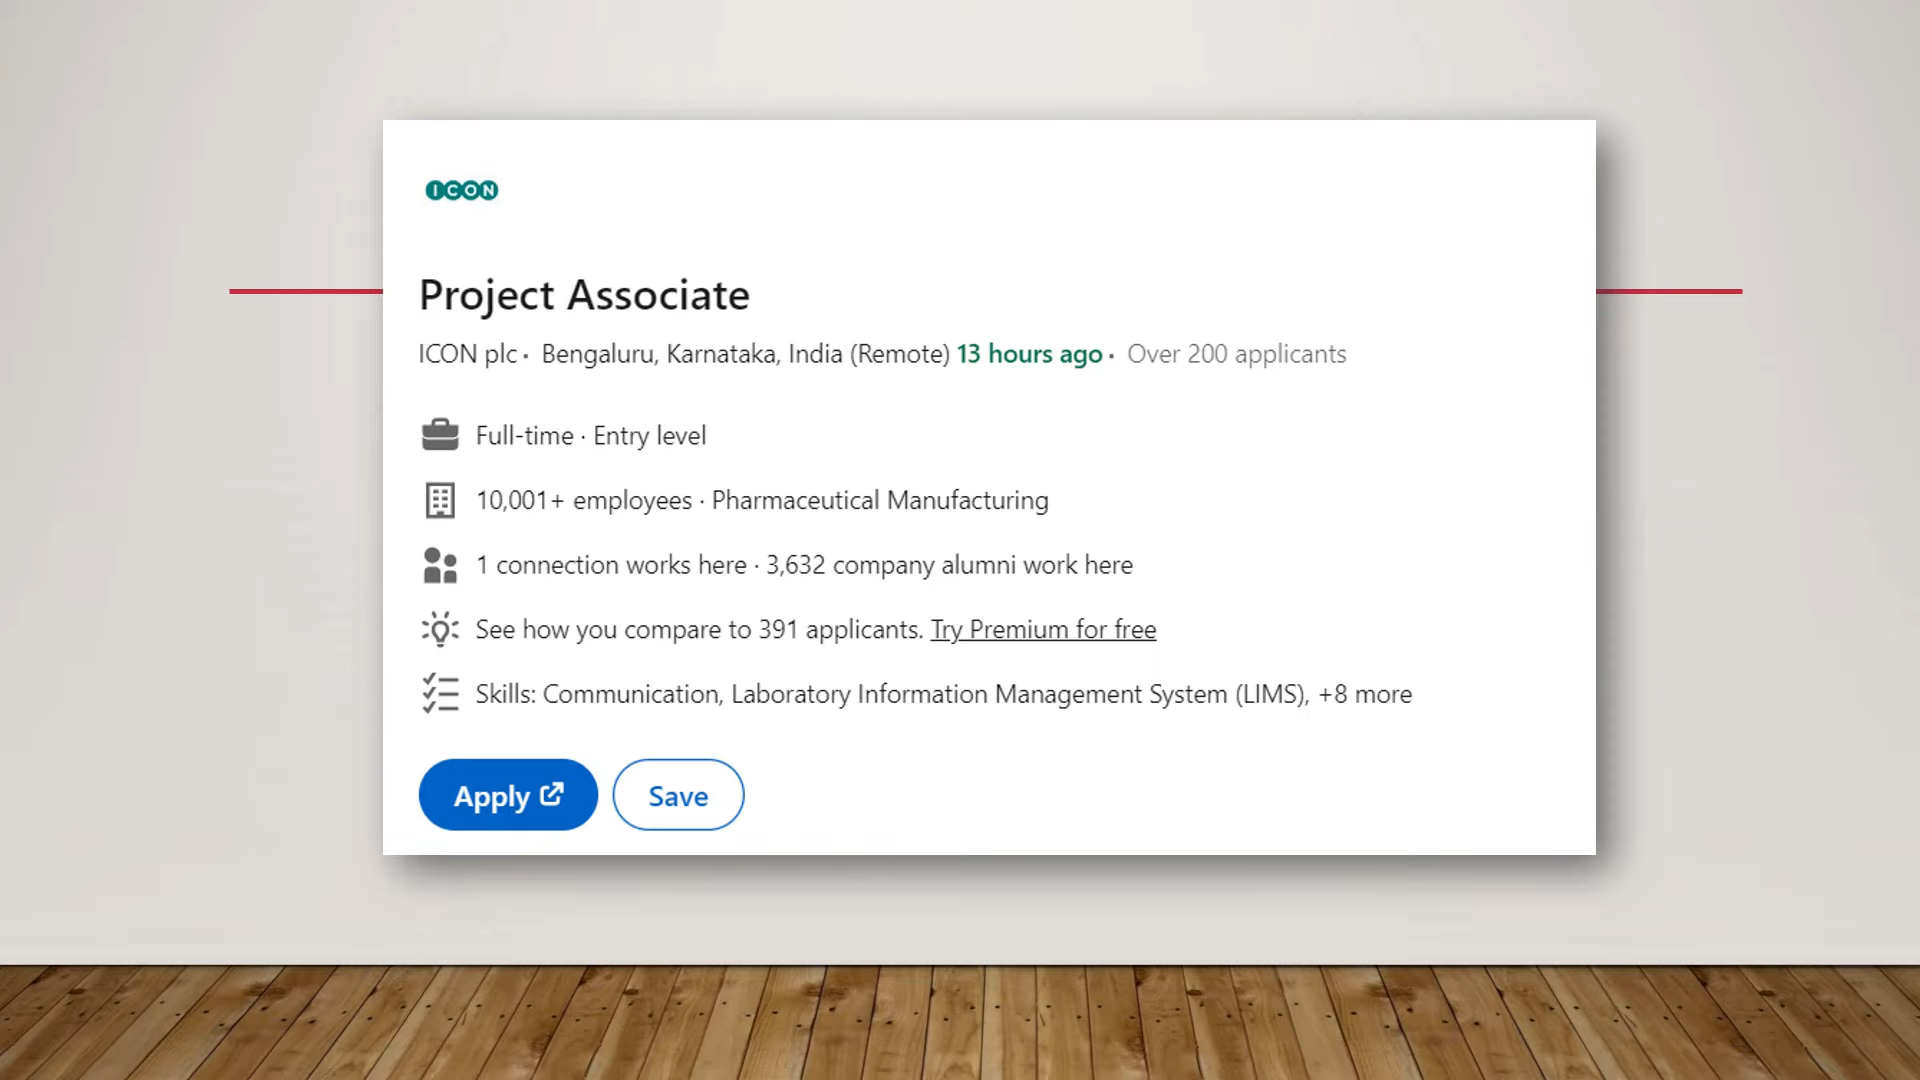 ICON
Project Associate
ICON plc · Bengaluru, Karnataka, India (Remote) 13 hours ago · Over 200 applicants
Full-time · Entry level
10,001+ employees · Pharmaceutical Manufacturing
1 connection works here · 3,632 company alumni work here
See how you compare to 391 applicants. Try Premium for free
Skills: Communication, Laboratory Information Management System (LIMS), +8 more
Apply
Save